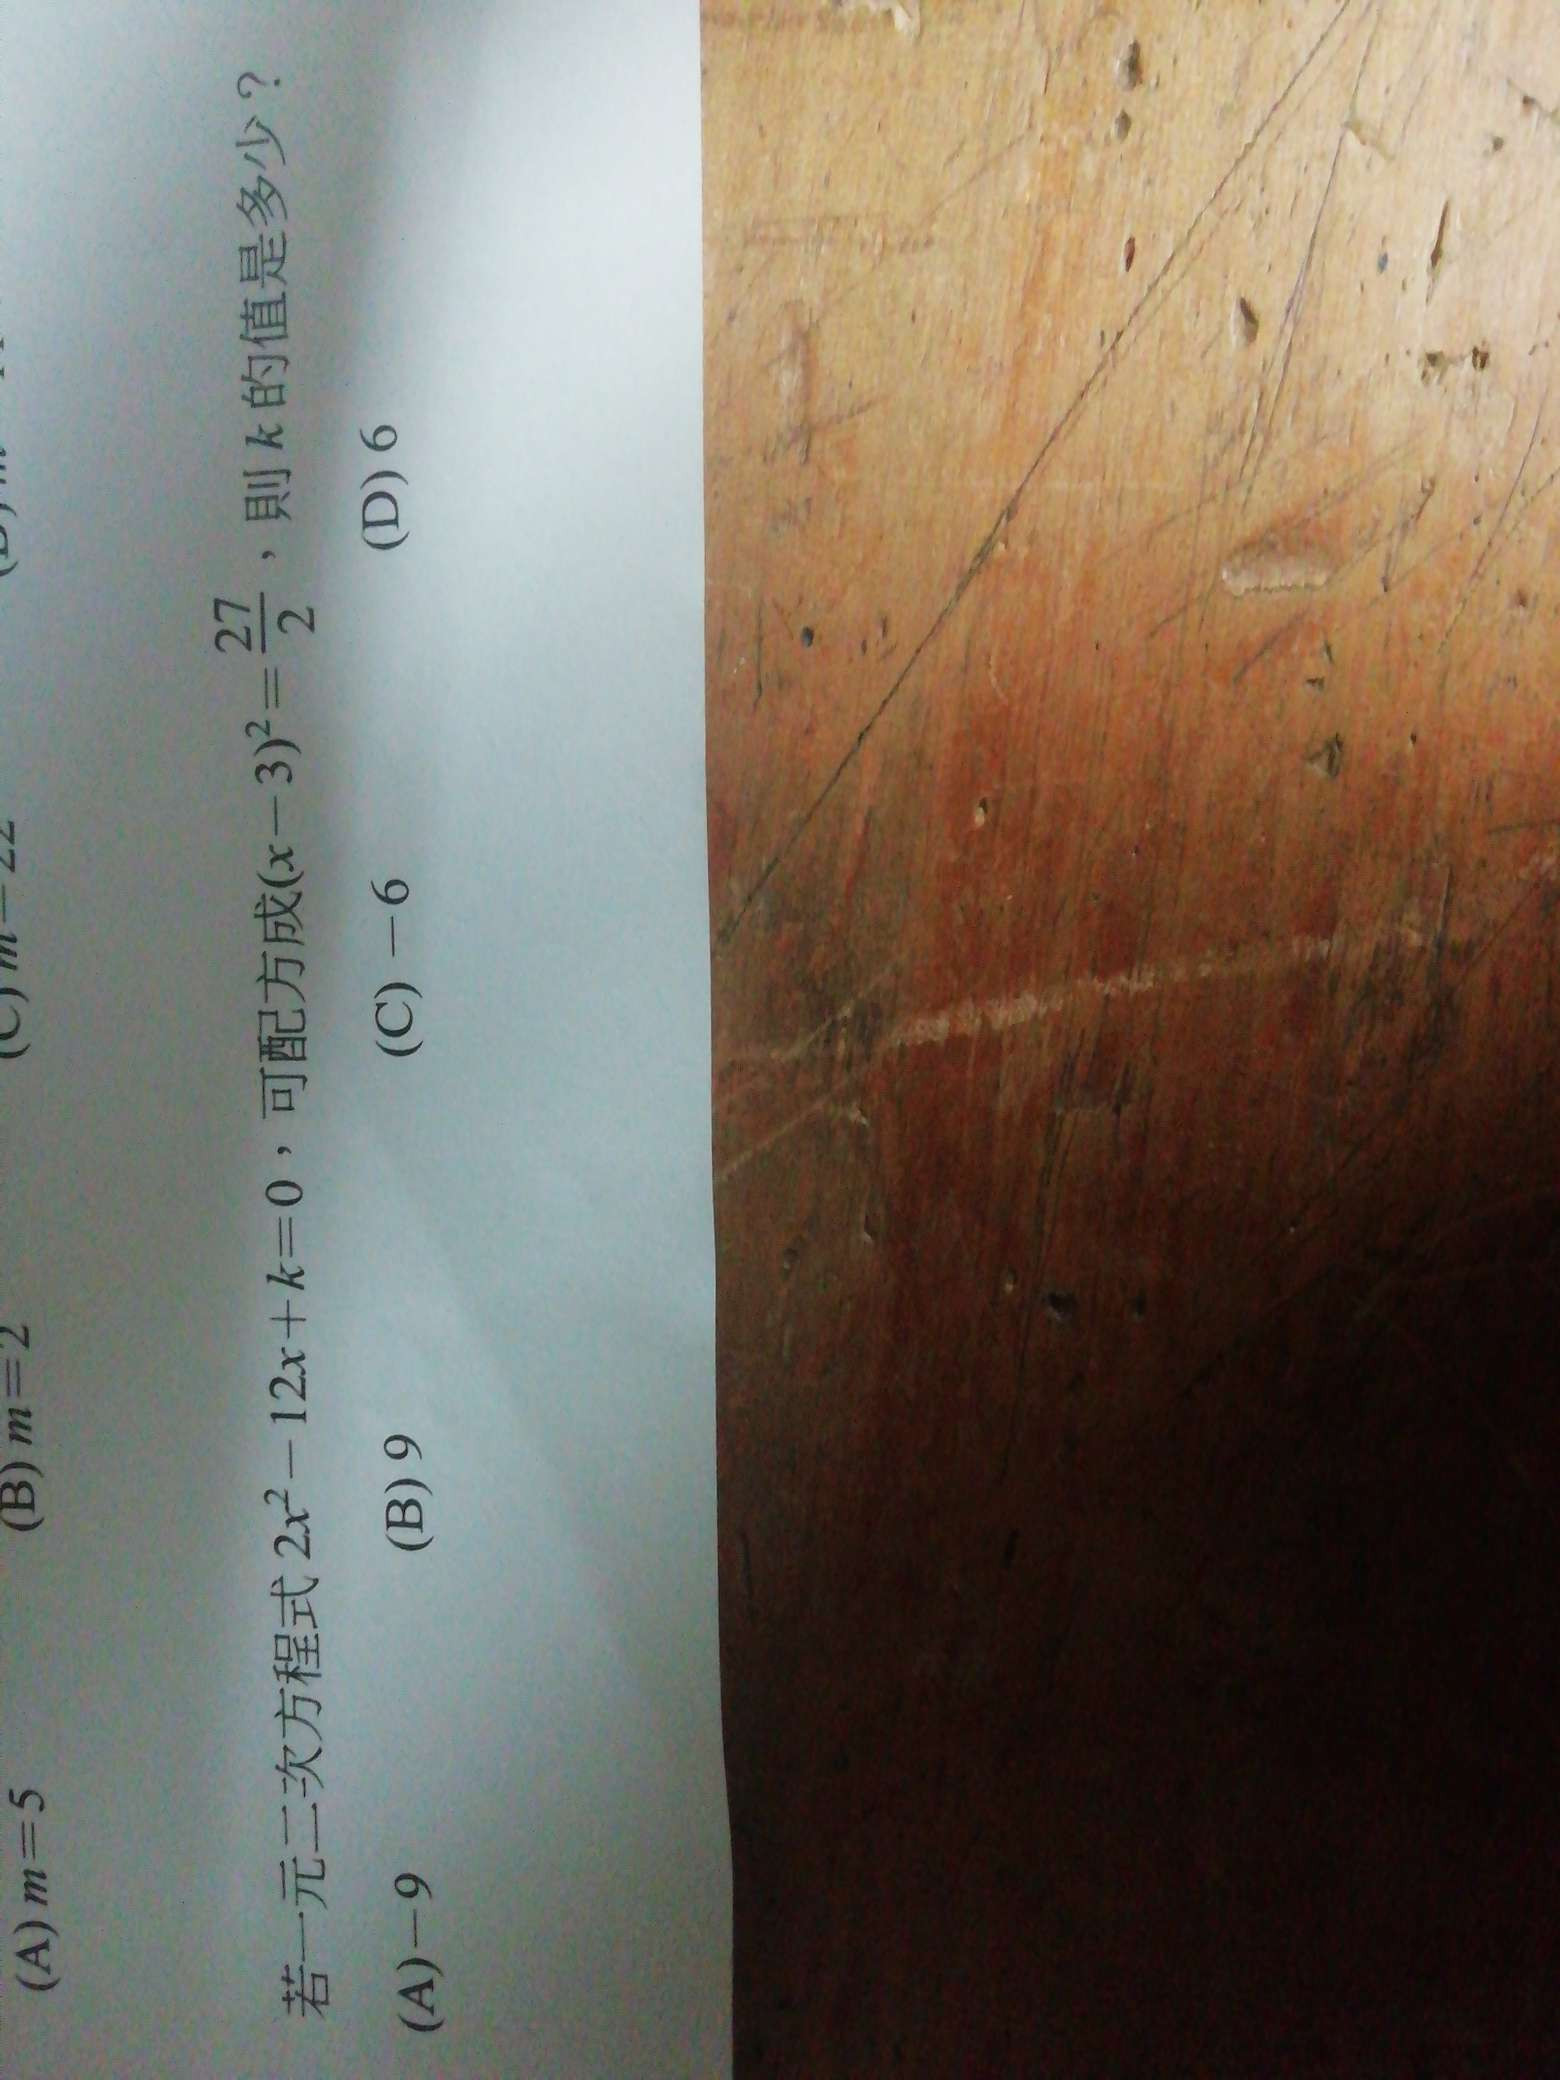 (A) m=5 (B) m=2 (C) m=22
若一元二次方程式 2x²－12x＋k＝0，可配方成(x－3)²＝27/2，則 k 的值是多少？
(A)－9 (B) 9 (C) －6 (D) 6